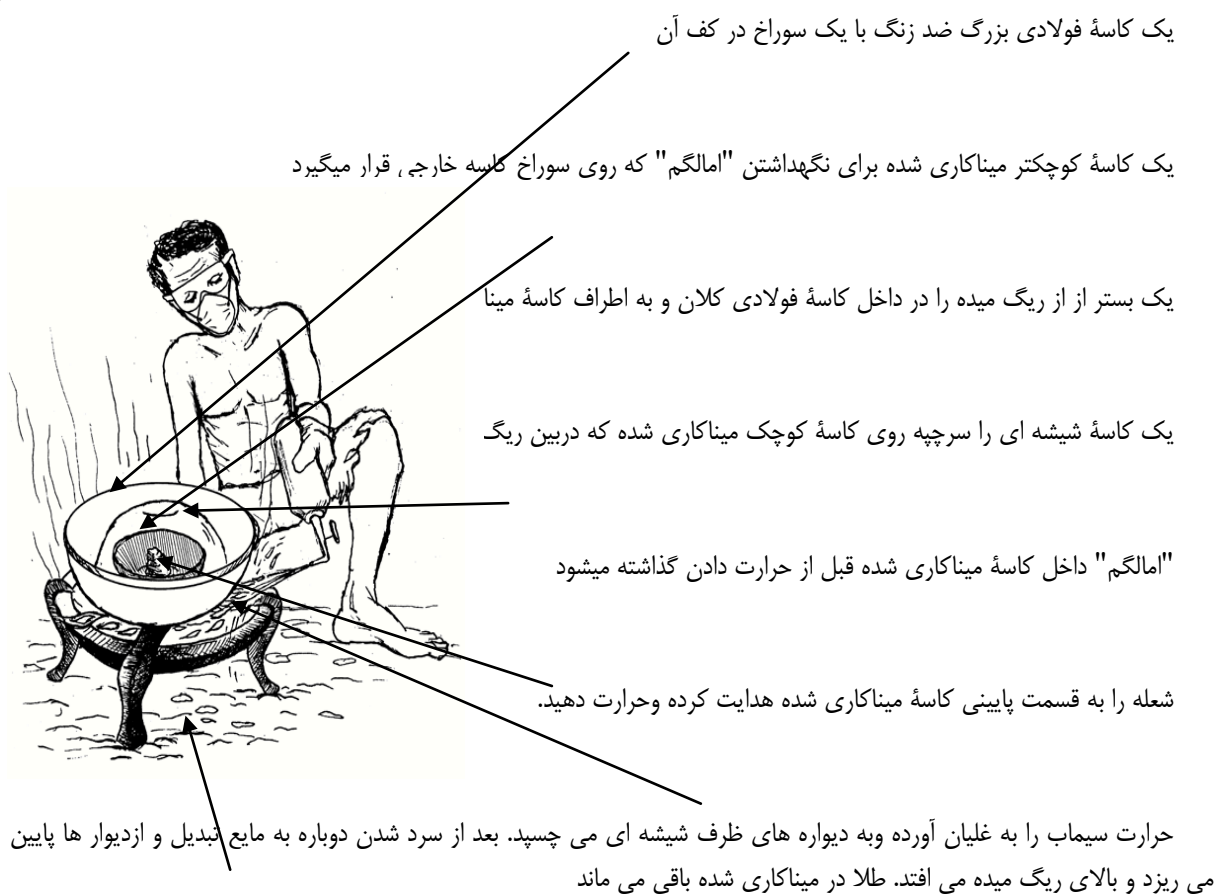 یک کاسۀ فولادی بزرگ ضد زنگ با یک سوراخ در کف آن
یک کاسۀ کوچکتر میناکاری شده برای نگهداشتن "امالگم" که روی سوراخ کاسه خارجی قرار میگیرد
یک بستر از از ریگ میده را در داخل کاسۀ فولادی کلان و به اطراف کاسۀ مینا
یک کاسۀ شیشه ای را سرچپه روی کاسۀ کوچک میناکاری شده که دربین ریگ
"امالگم" داخل کاسۀ میناکاری شده قبل از حرارت دادن گذاشته میشود
شعله را به قسمت پایینی کاسۀ میناکاری شده هدایت کرده وحرارت دهید.
حرارت سیماب را به غلیان آورده وبه دیواره های ظرف شیشه ای می چسپد. بعد از سرد شدن دوباره به مایع تبدیل و ازدیوار ها پایین
می ریزد و بالای ریگ میده می افتد. طلا در میناکاری شده باقی می ماند